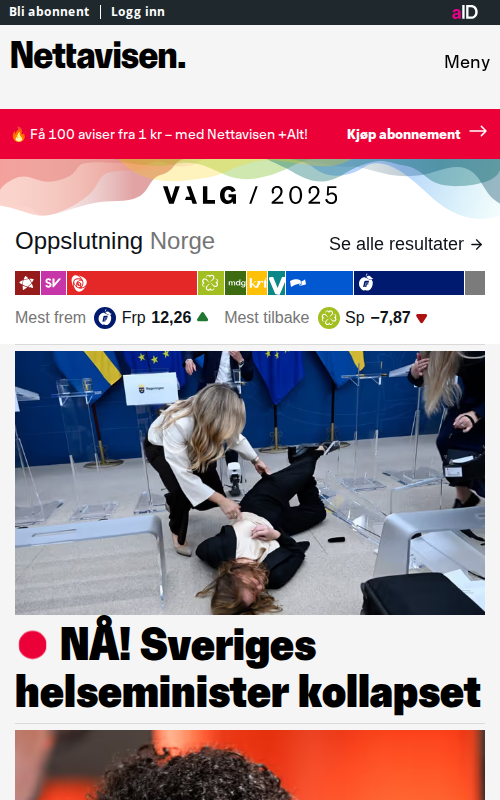 Bli abonnent | Logg inn
aID
Nettavisen.
Meny
🔥 Få 100 aviser fra 1 kr – med Nettavisen +Alt!
Kjøp abonnement →
VALG / 2025
Oppslutning Norge
Se alle resultater →
SV
mdg
krf
V
Mest frem Frp 12,26 Mest tilbake Sp −7,87
NÅ! Sveriges
helseminister kollapset